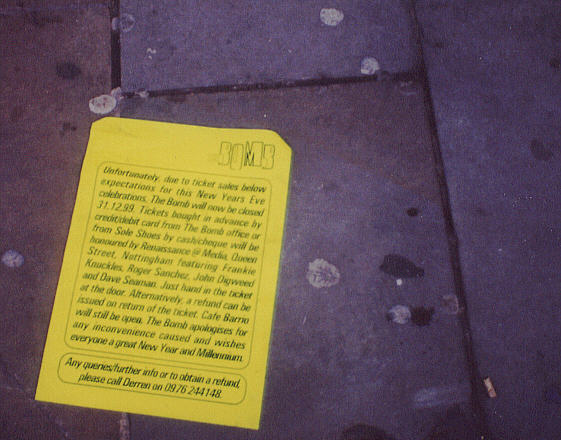 BOMB
Unfortunately, due to ticket sales below
expectations for this New Years Eve
celebrations, The Bomb will now be closed
31.12.99. Tickets bought in advance by
credit/debit card from The Bomb office or
from Sole Shoes by cash/cheque will be
honoured by Renaissance @ Media, Queen
Street, Nottingham featuring Frankie
Knuckles, Roger Sanchez, John Digweed
and Dave Seaman. Just hand in the ticket
at the door. Alternatively, a refund can be
issued on return of the ticket. Cafe Barno
will still be open. The Bomb apologises for
any inconvenience caused and wishes
everyone a great New Year and Millennium.
Any queries/further info or to obtain a refund,
please call Derren on 0976 244148.